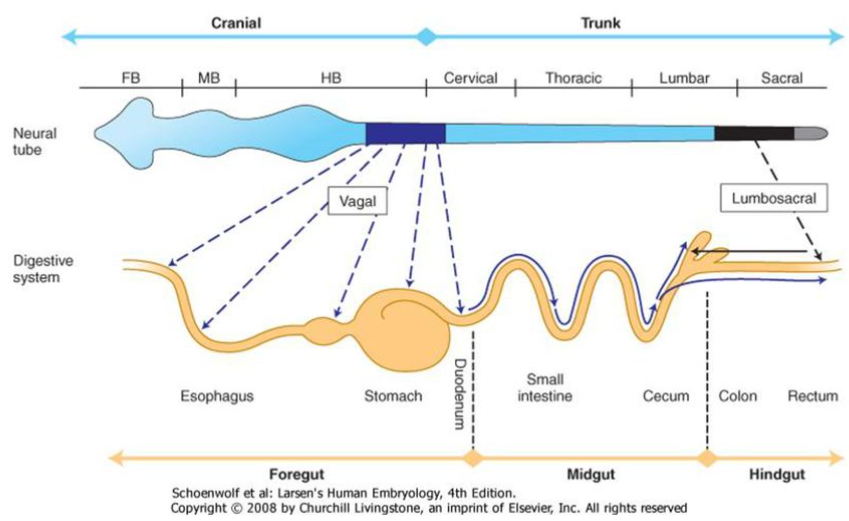 Cranial
Trunk
FB
MB
HB
Cervical
Thoracic
Lumbar
Sacral
Neural
tube
Vagal
Lumbosacral
Digestive
system
Esophagus
Stomach
Duodenum
Small
intestine
Cecum
Colon
Rectum
Foregut
Midgut
Hindgut
Schoenwolf et al: Larsen's Human Embryology, 4th Edition.
Copyright © 2008 by Churchill Livingstone, an imprint of Elsevier, Inc. All rights reserved